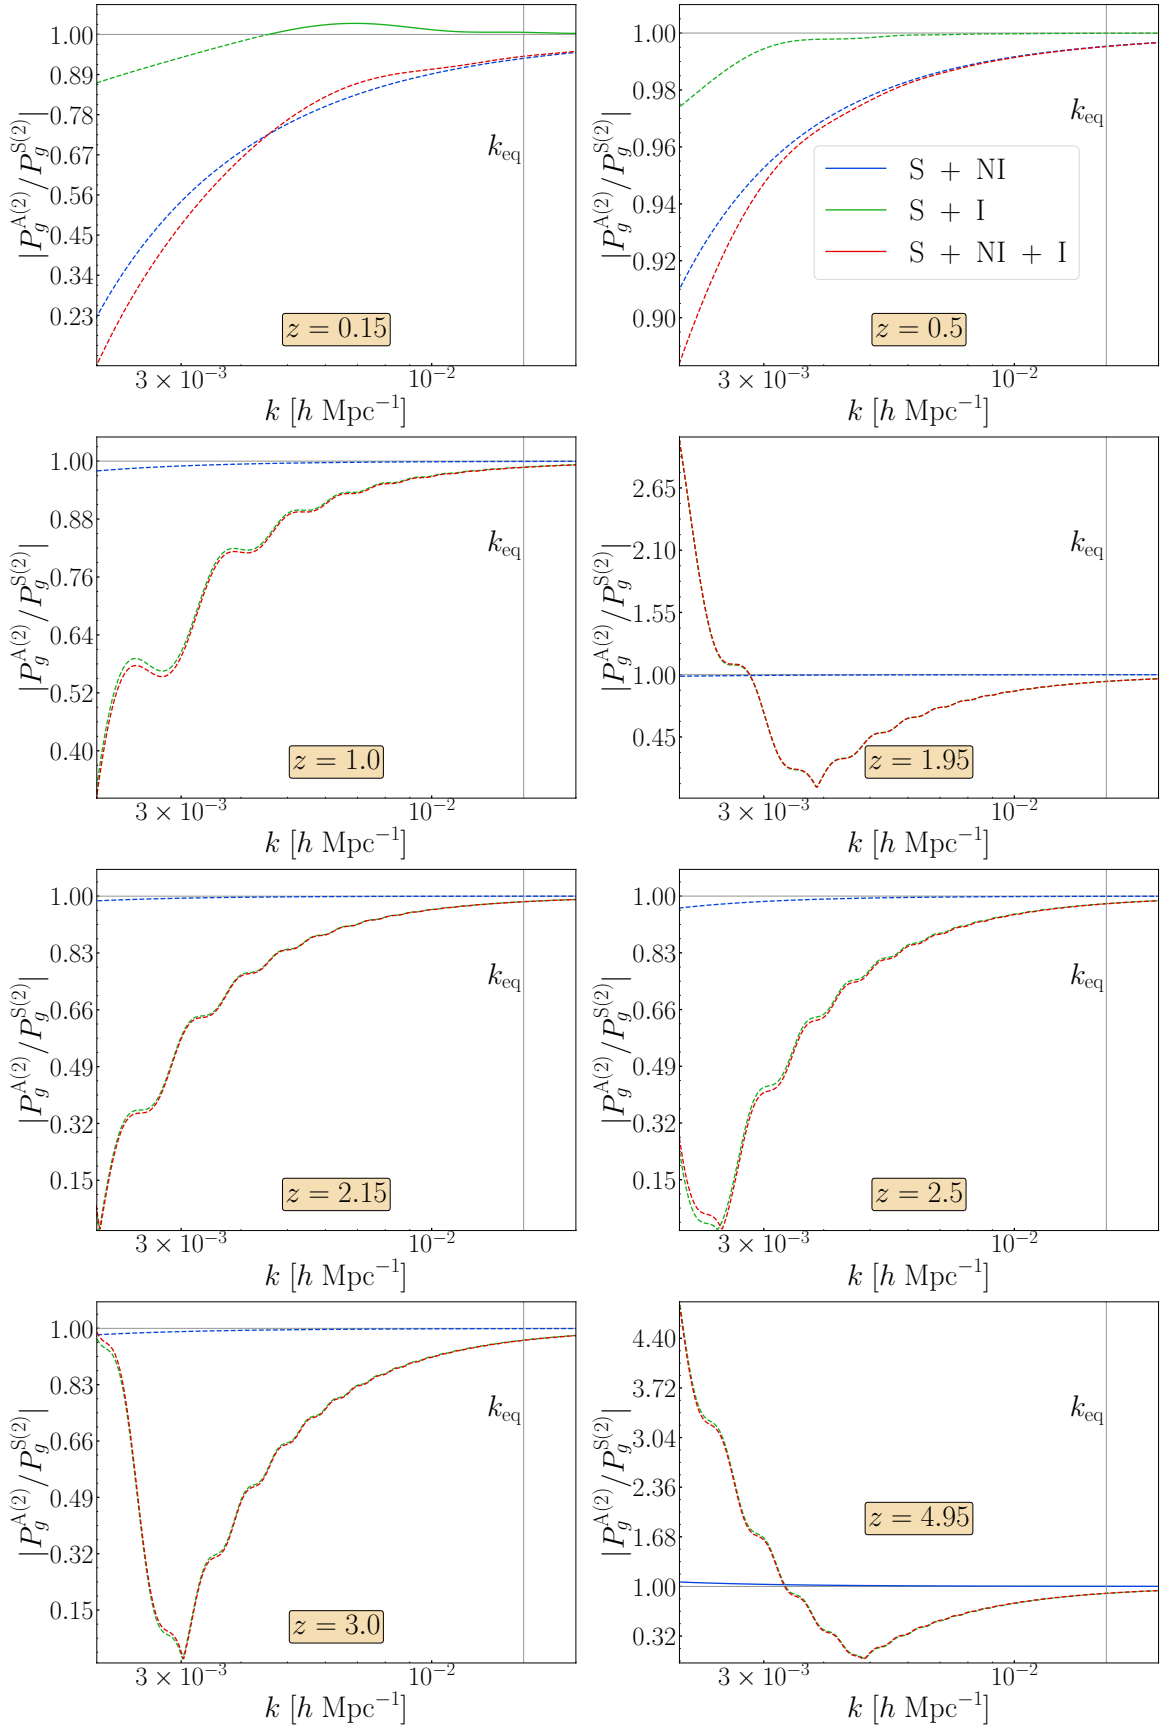 |P_g^{A(2)}/P_g^{S(2)}|
1.00
0.89
0.78
0.67
0.56
0.45
0.34
0.23
k_eq
z = 0.15
3 × 10^{−3}
10^{−2}
k [h Mpc^{−1}]
|P_g^{A(2)}/P_g^{S(2)}|
1.00
0.98
0.96
0.94
0.92
0.90
k_eq
S + NI
S + I
S + NI + I
z = 0.5
3 × 10^{−3}
10^{−2}
k [h Mpc^{−1}]
|P_g^{A(2)}/P_g^{S(2)}|
1.00
0.88
0.76
0.64
0.52
0.40
k_eq
z = 1.0
3 × 10^{−3}
10^{−2}
k [h Mpc^{−1}]
|P_g^{A(2)}/P_g^{S(2)}|
2.65
2.10
1.55
1.00
0.45
k_eq
z = 1.95
3 × 10^{−3}
10^{−2}
k [h Mpc^{−1}]
|P_g^{A(2)}/P_g^{S(2)}|
1.00
0.83
0.66
0.49
0.32
0.15
k_eq
z = 2.15
3 × 10^{−3}
10^{−2}
k [h Mpc^{−1}]
|P_g^{A(2)}/P_g^{S(2)}|
1.00
0.83
0.66
0.49
0.32
0.15
k_eq
z = 2.5
3 × 10^{−3}
10^{−2}
k [h Mpc^{−1}]
|P_g^{A(2)}/P_g^{S(2)}|
1.00
0.83
0.66
0.49
0.32
0.15
k_eq
z = 3.0
3 × 10^{−3}
10^{−2}
k [h Mpc^{−1}]
|P_g^{A(2)}/P_g^{S(2)}|
4.40
3.72
3.04
2.36
1.68
1.00
0.32
k_eq
z = 4.95
3 × 10^{−3}
10^{−2}
k [h Mpc^{−1}]